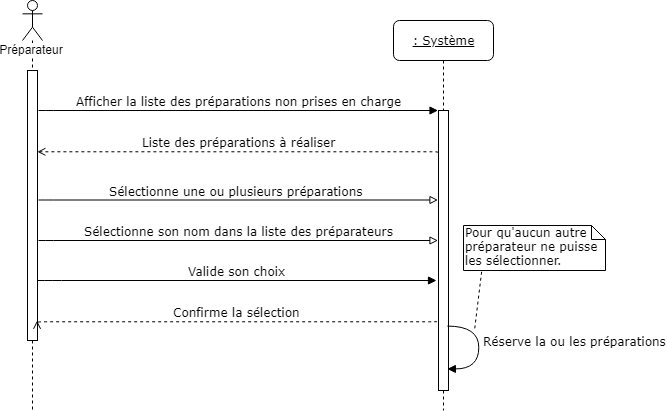 Préparateur
: Système
Afficher la liste des préparations non prises en charge
Liste des préparations à réaliser
Sélectionne une ou plusieurs préparations
Sélectionne son nom dans la liste des préparateurs
Pour qu'aucun autre
préparateur ne puisse
les sélectionner.
Valide son choix
Confirme la sélection
Réserve la ou les préparations